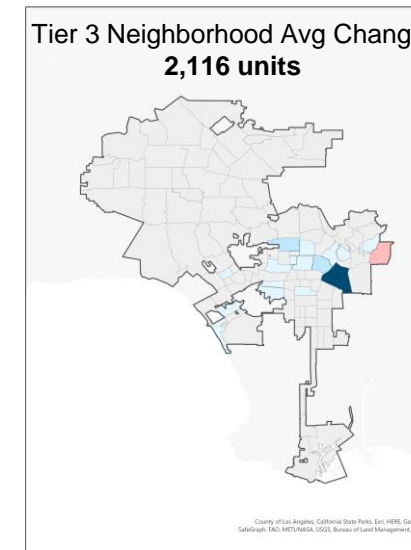 Tier 3 Neighborhood Avg Chang
2,116 units
County of Los Angeles, California State Parks, Esri, HERE, Ga
SafeGraph, FAO, METI/NASA, USGS, Bureau of Land Management,